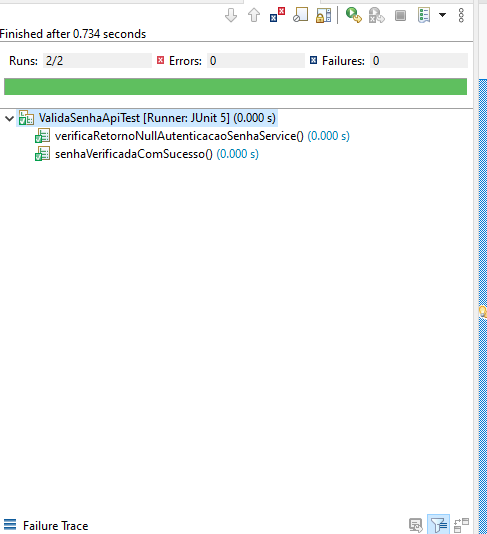 Finished after 0.734 seconds
Runs: 2/2 Errors: 0 Failures: 0
ValidaSenhaApiTest [Runner: JUnit 5] (0.000 s)
verificaRetornoNullAutenticacaoSenhaService() (0.000 s)
senhaVerificadaComSucesso() (0.000 s)
Failure Trace